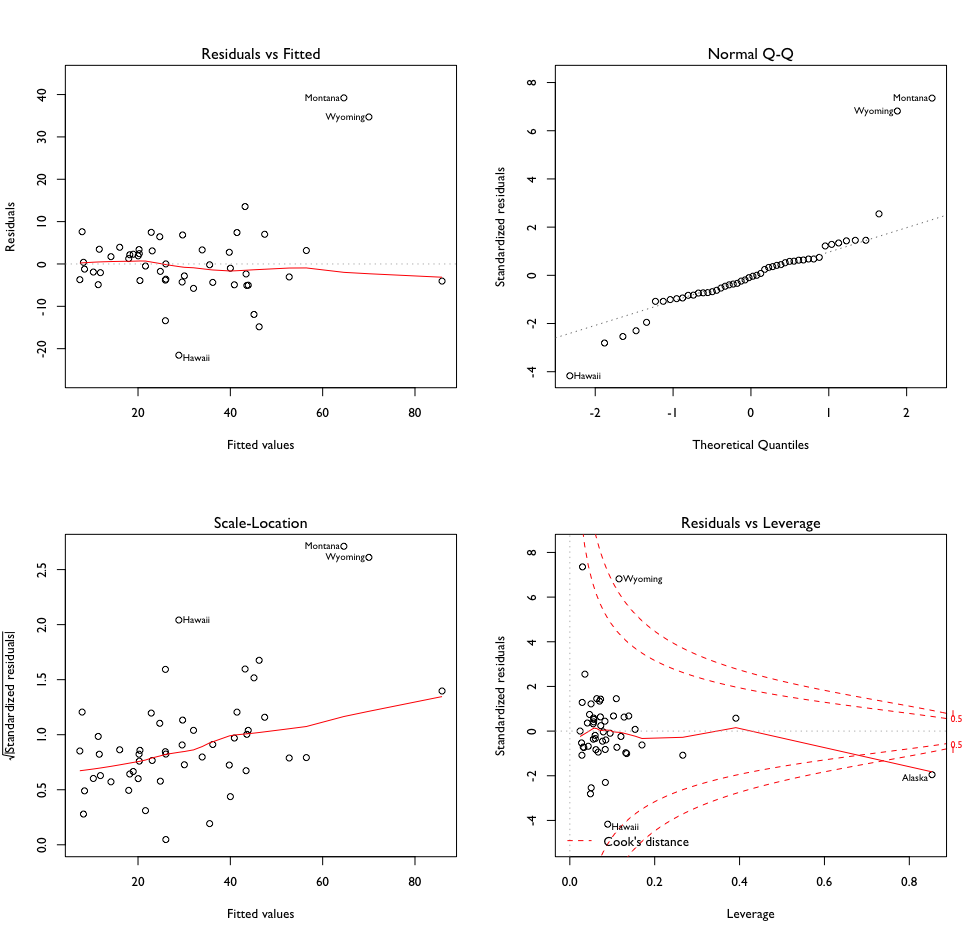 Residuals vs Fitted
Residuals
40
30
20
10
0
-10
-20
Montana
Wyoming
Hawaii
20
40
60
80
Fitted values
Normal Q-Q
Standardized residuals
8
6
4
2
0
-2
-4
Montana
Wyoming
Hawaii
-2
-1
0
1
2
Theoretical Quantiles
Scale-Location
√|Standardized residuals|
2.5
2.0
1.5
1.0
0.5
0.0
Montana
Wyoming
Hawaii
20
40
60
80
Fitted values
Residuals vs Leverage
Standardized residuals
8
6
4
2
0
-2
-4
Wyoming
1
0.5
0.5
1
Alaska
Hawaii
Cook's distance
0.0
0.2
0.4
0.6
0.8
Leverage